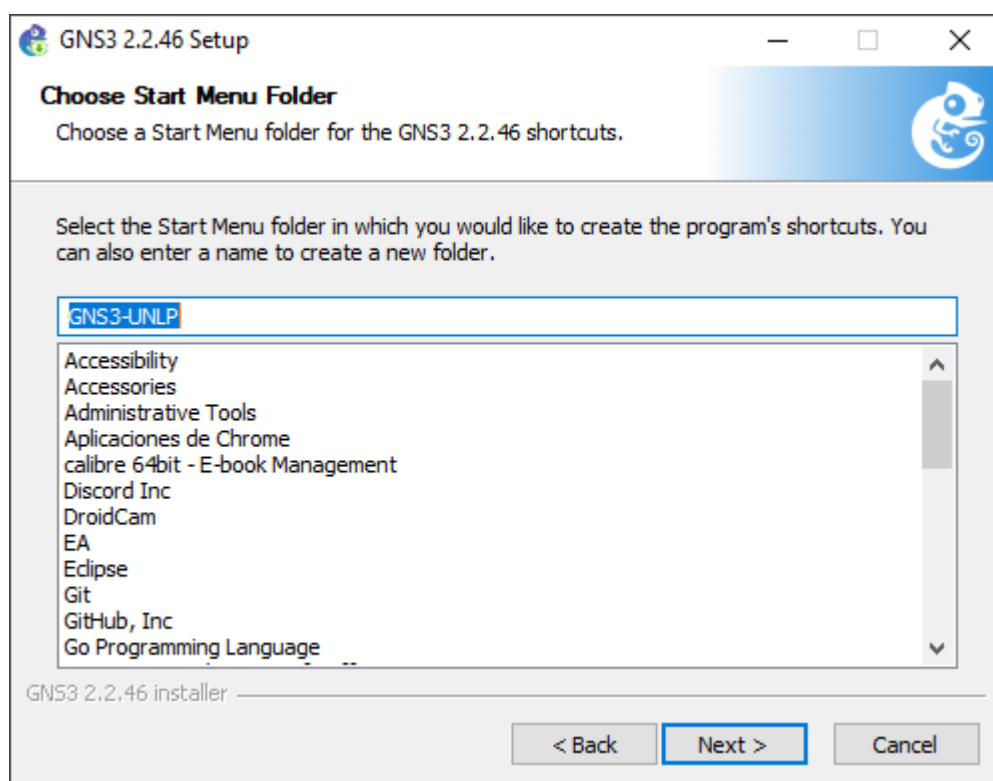 GNS3 2.2.46 Setup
Choose Start Menu Folder
Choose a Start Menu folder for the GNS3 2.2.46 shortcuts.
Select the Start Menu folder in which you would like to create the program's shortcuts. You
can also enter a name to create a new folder.
GNS3-UNLP
Accessibility
Accessories
Administrative Tools
Aplicaciones de Chrome
calibre 64bit - E-book Management
Discord Inc
DroidCam
EA
Eclipse
Git
GitHub, Inc
Go Programming Language
GNS3 2.2.46 installer
< Back
Next >
Cancel